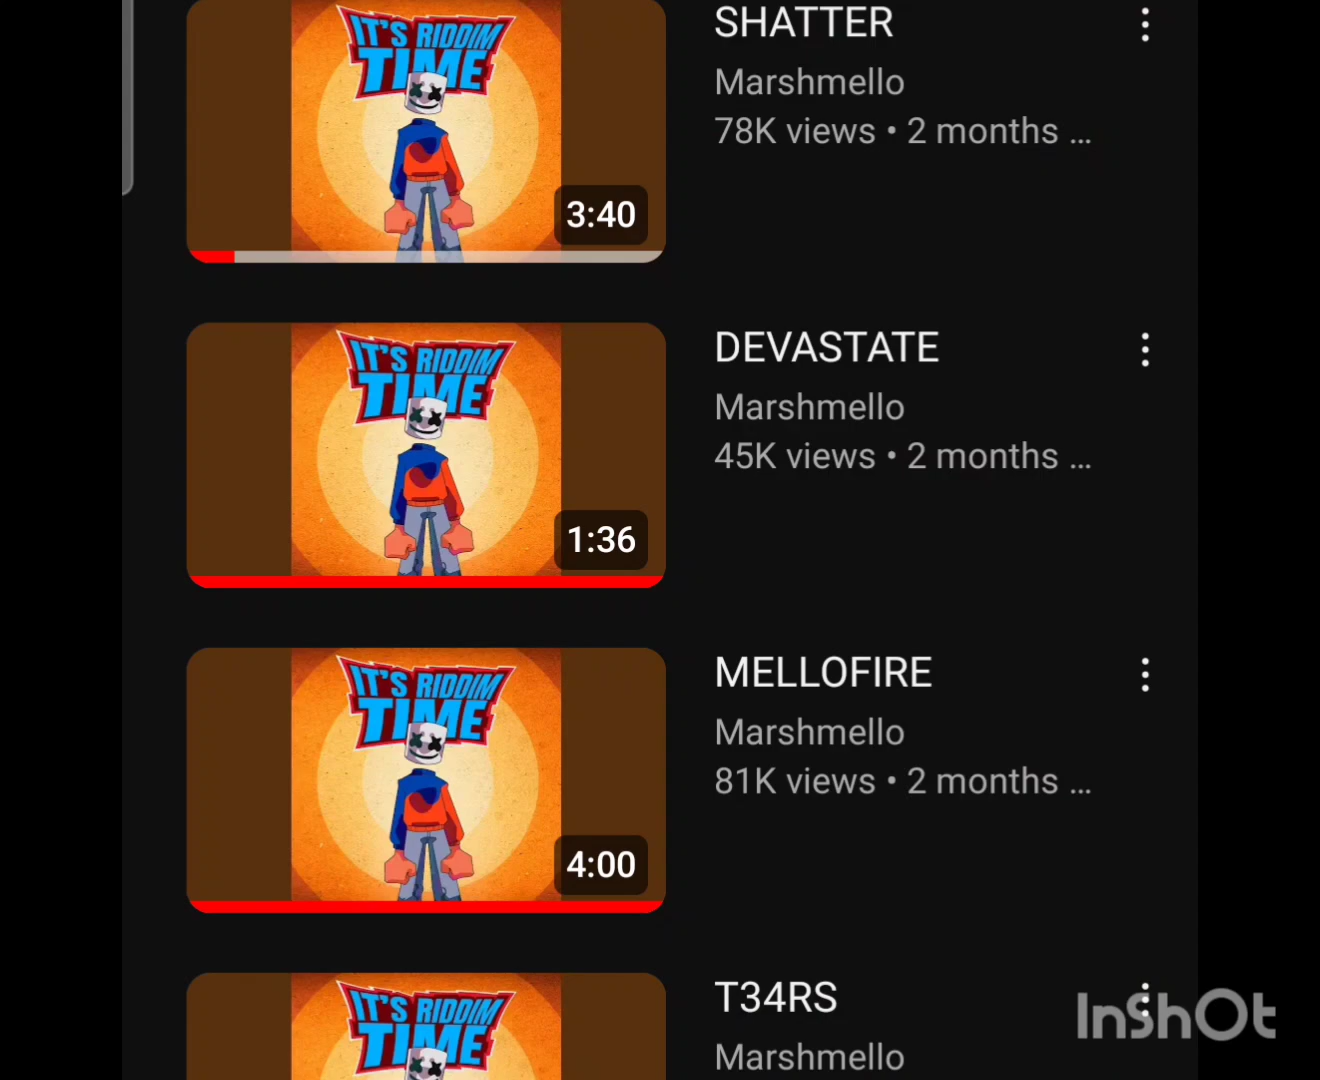 IT'S RIDDIM
TIME
3:40
SHATTER
Marshmello
78K views • 2 months ...
IT'S RIDDIM
TIME
1:36
DEVASTATE
Marshmello
45K views • 2 months ...
IT'S RIDDIM
TIME
4:00
MELLOFIRE
Marshmello
81K views • 2 months ...
IT'S RIDDIM
TIME
T34RS
Marshmello
InShOt